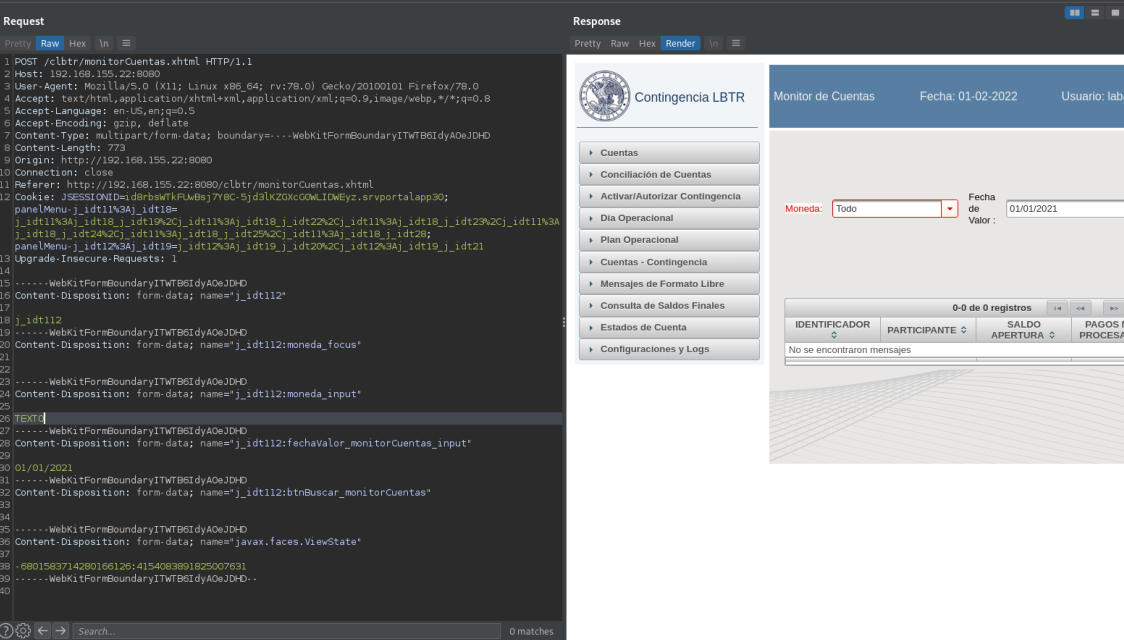 Request
Pretty Raw Hex \n
1 POST /clbtr/monitorCuentas.xhtml HTTP/1.1
2 Host: 192.168.155.22:8080
3 User-Agent: Mozilla/5.0 (X11; Linux x86_64; rv:78.0) Gecko/20100101 Firefox/78.0
4 Accept: text/html,application/xhtml+xml,application/xml;q=0.9,image/webp,*/*;q=0.8
5 Accept-Language: en-US,en;q=0.5
6 Accept-Encoding: gzip, deflate
7 Content-Type: multipart/form-data; boundary=----WebKitFormBoundaryITWTB6IdyAOeJDHD
8 Content-Length: 773
9 Origin: http://192.168.155.22:8080
10 Connection: close
11 Referer: http://192.168.155.22:8080/clbtr/monitorCuentas.xhtml
12 Cookie: JSESSIONID=id8rbsWTkFUwBsj7Y8C-5jd3lKZGXcGOWLIDWEyz.srvportalapp30;
panelMenu-j_idt11%3Aj_idt18=
j_idt11%3Aj_idt18_j_idt19%2Cj_idt11%3Aj_idt18_j_idt22%2Cj_idt11%3Aj_idt18_j_idt23%2Cj_idt11%3A
j_idt18_j_idt24%2Cj_idt11%3Aj_idt18_j_idt25%2Cj_idt11%3Aj_idt18_j_idt28;
panelMenu-j_idt12%3Aj_idt19=j_idt12%3Aj_idt19_j_idt20%2Cj_idt12%3Aj_idt19_j_idt21
13 Upgrade-Insecure-Requests: 1
14
15 ------WebKitFormBoundaryITWTB6IdyAOeJDHD
16 Content-Disposition: form-data; name="j_idt112"
17
18 j_idt112
19 ------WebKitFormBoundaryITWTB6IdyAOeJDHD
20 Content-Disposition: form-data; name="j_idt112:moneda_focus"
21
22
23 ------WebKitFormBoundaryITWTB6IdyAOeJDHD
24 Content-Disposition: form-data; name="j_idt112:moneda_input"
25
26 TEXTO
27 ------WebKitFormBoundaryITWTB6IdyAOeJDHD
28 Content-Disposition: form-data; name="j_idt112:fechaValor_monitorCuentas_input"
29
30 01/01/2021
31 ------WebKitFormBoundaryITWTB6IdyAOeJDHD
32 Content-Disposition: form-data; name="j_idt112:btnBuscar_monitorCuentas"
33
34
35 ------WebKitFormBoundaryITWTB6IdyAOeJDHD
36 Content-Disposition: form-data; name="javax.faces.ViewState"
37
38 -6801583714280166126:4154083891825007631
39 ------WebKitFormBoundaryITWTB6IdyAOeJDHD--
40
Search...
0 matches
Response
Pretty Raw Hex Render \n
Contingencia LBTR
Cuentas
Conciliación de Cuentas
Activar/Autorizar Contingencia
Día Operacional
Plan Operacional
Cuentas - Contingencia
Mensajes de Formato Libre
Consulta de Saldos Finales
Estados de Cuenta
Configuraciones y Logs
Monitor de Cuentas Fecha: 01-02-2022 Usuario: lab
Moneda: Todo
Fecha
de
Valor :
01/01/2021
0-0 de 0 registros
IDENTIFICADOR PARTICIPANTE SALDO APERTURA PAGOS
PROCESA
No se encontraron mensajes